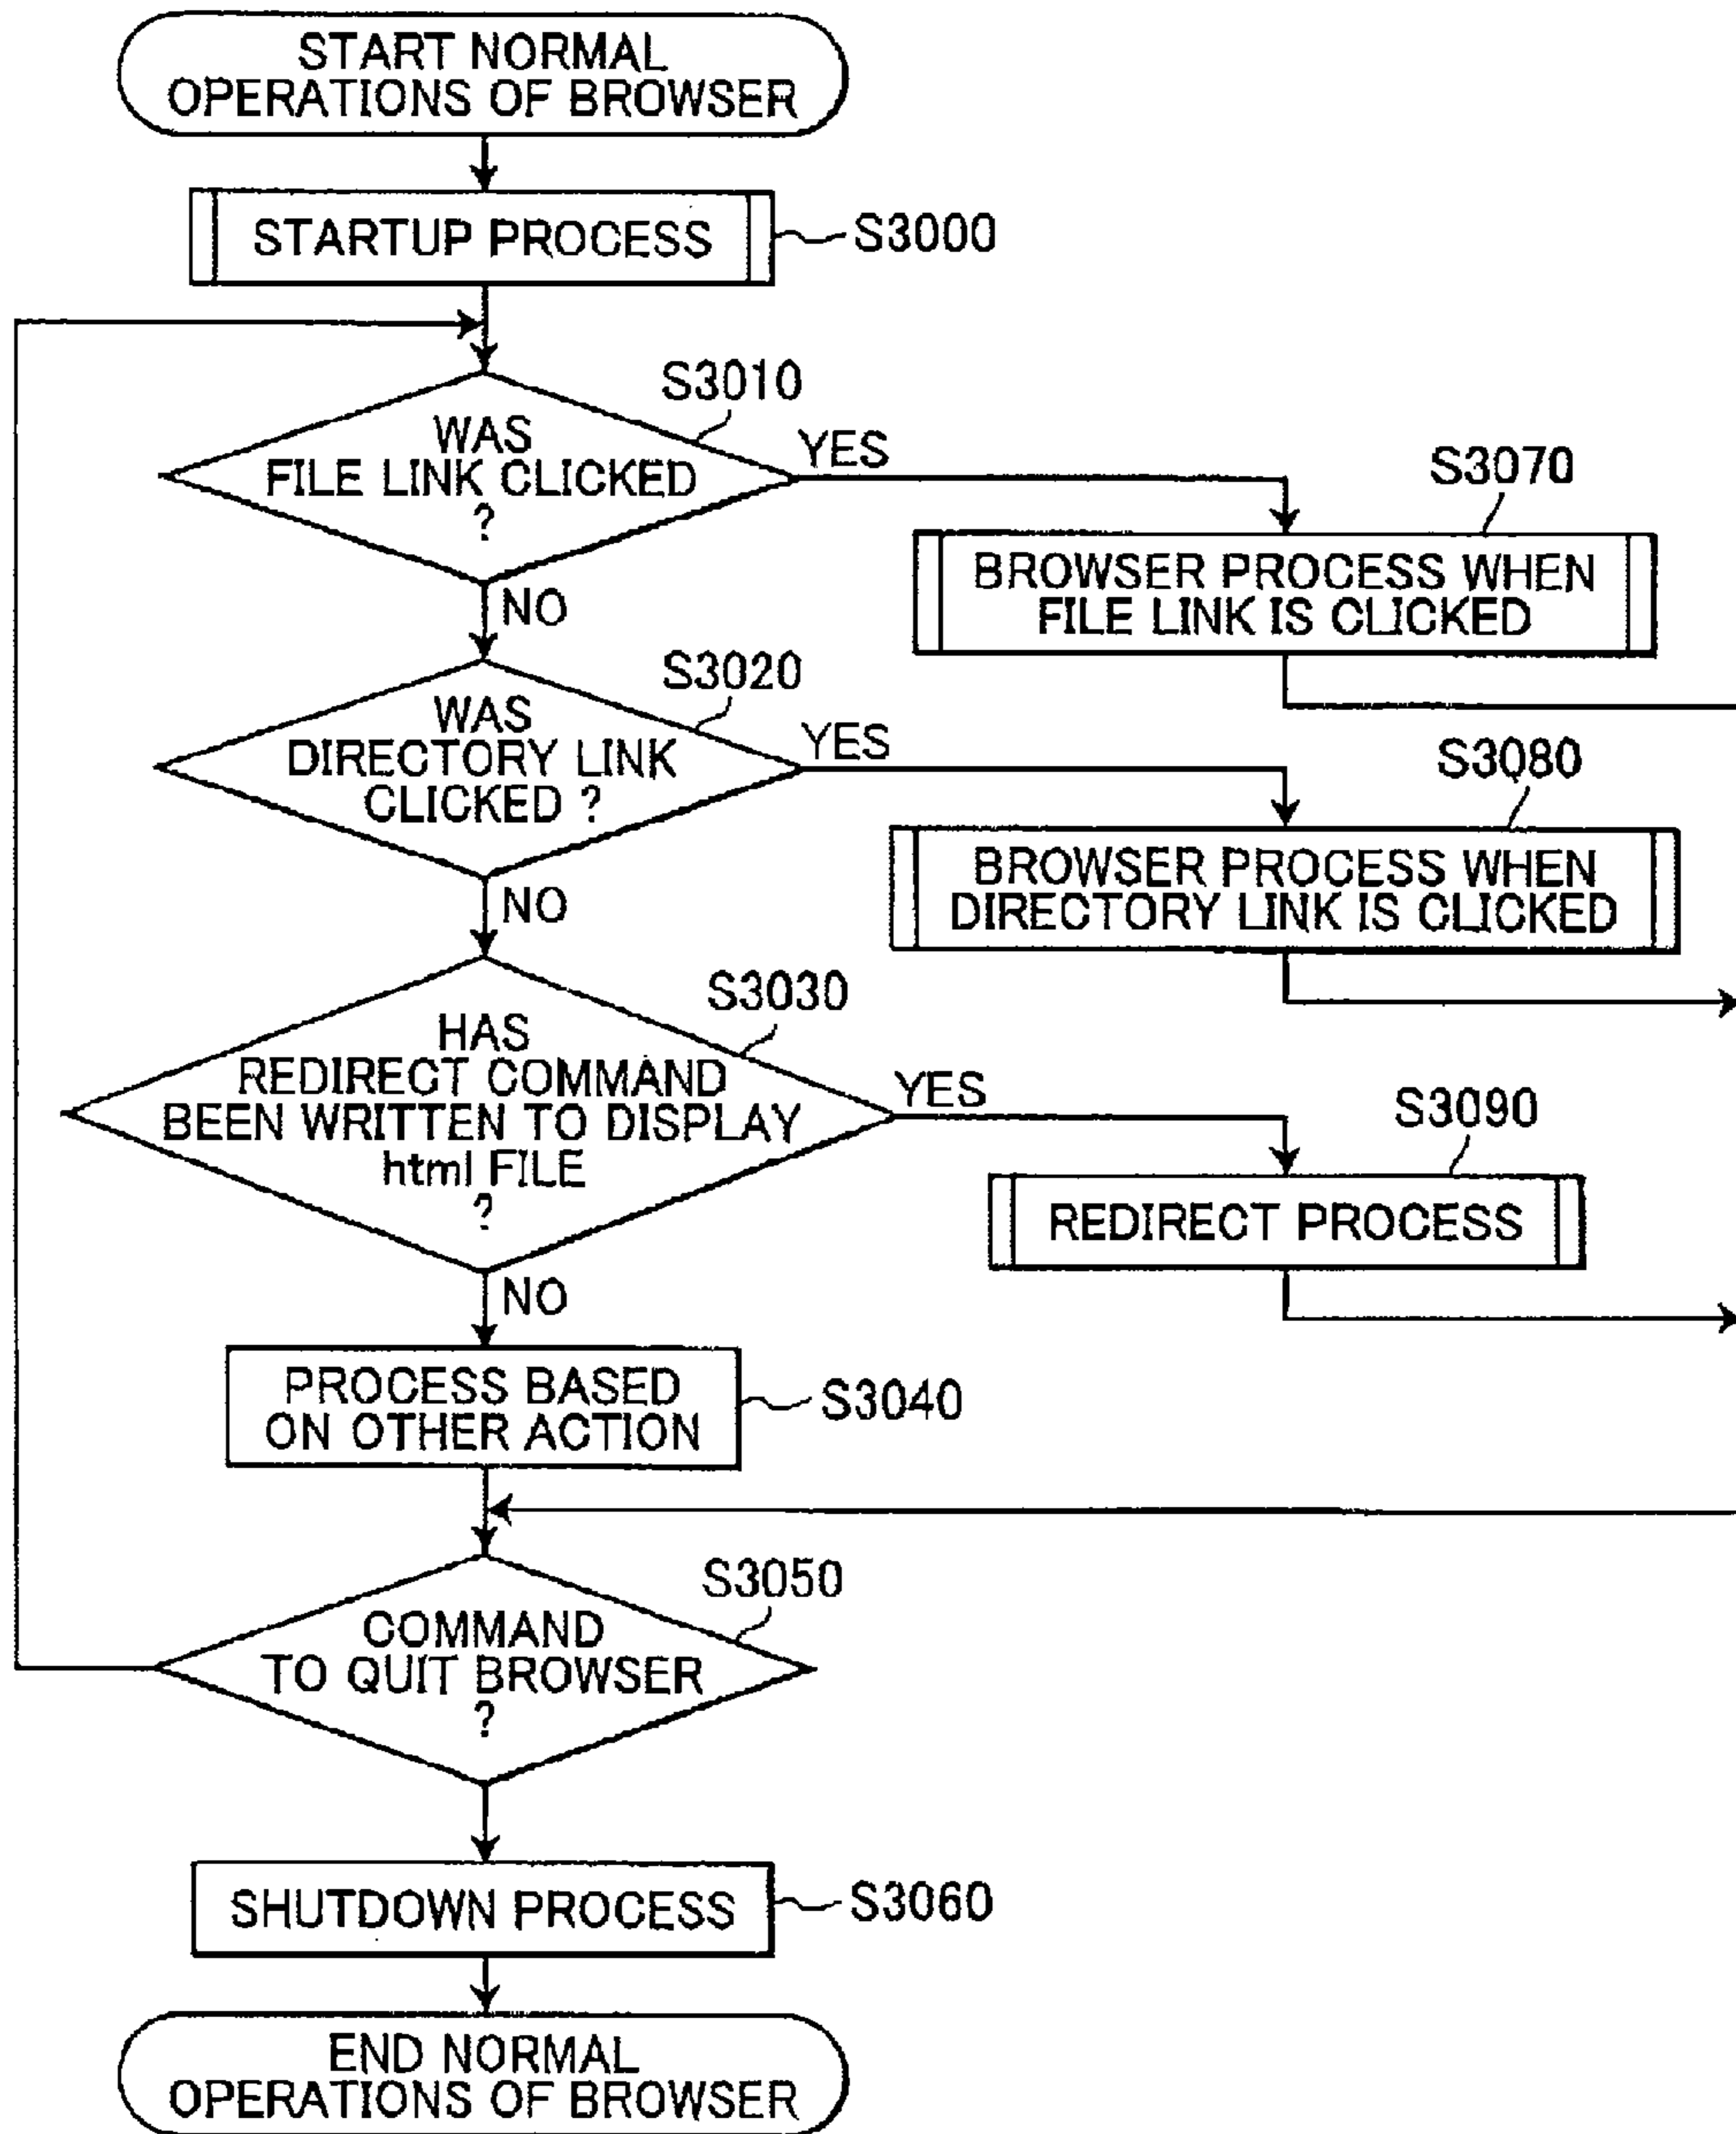 START NORMAL
OPERATIONS OF BROWSER
STARTUP PROCESS
S3000
S3010
WAS
FILE LINK CLICKED
?
YES
NO
S3070
BROWSER PROCESS WHEN
FILE LINK IS CLICKED
S3020
WAS
DIRECTORY LINK
CLICKED ?
YES
NO
S3080
BROWSER PROCESS WHEN
DIRECTORY LINK IS CLICKED
S3030
HAS
REDIRECT COMMAND
BEEN WRITTEN TO DISPLAY
html FILE
?
YES
NO
S3090
REDIRECT PROCESS
PROCESS BASED
ON OTHER ACTION
S3040
S3050
COMMAND
TO QUIT BROWSER
?
SHUTDOWN PROCESS
S3060
END NORMAL
OPERATIONS OF BROWSER